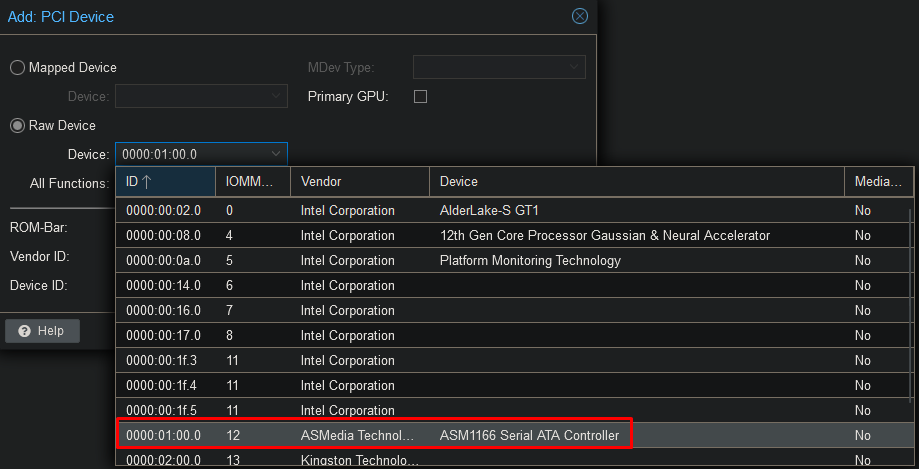 Add: PCI Device
Mapped Device
MDev Type:
Device:
Primary GPU:
Raw Device
Device: 0000:01:00.0
All Functions:
ID IOMM... Vendor Device Media...
0000:00:02.0 0 Intel Corporation AlderLake-S GT1 No
ROM-Bar:
0000:00:08.0 4 Intel Corporation 12th Gen Core Processor Gaussian & Neural Accelerator No
Vendor ID:
0000:00:0a.0 5 Intel Corporation Platform Monitoring Technology No
Device ID:
0000:00:14.0 6 Intel Corporation No
0000:00:16.0 7 Intel Corporation No
Help
0000:00:17.0 8 Intel Corporation No
0000:00:1f.3 11 Intel Corporation No
0000:00:1f.4 11 Intel Corporation No
0000:00:1f.5 11 Intel Corporation No
0000:01:00.0 12 ASMedia Technol... ASM1166 Serial ATA Controller No
0000:02:00.0 13 Kingston Technolo... No